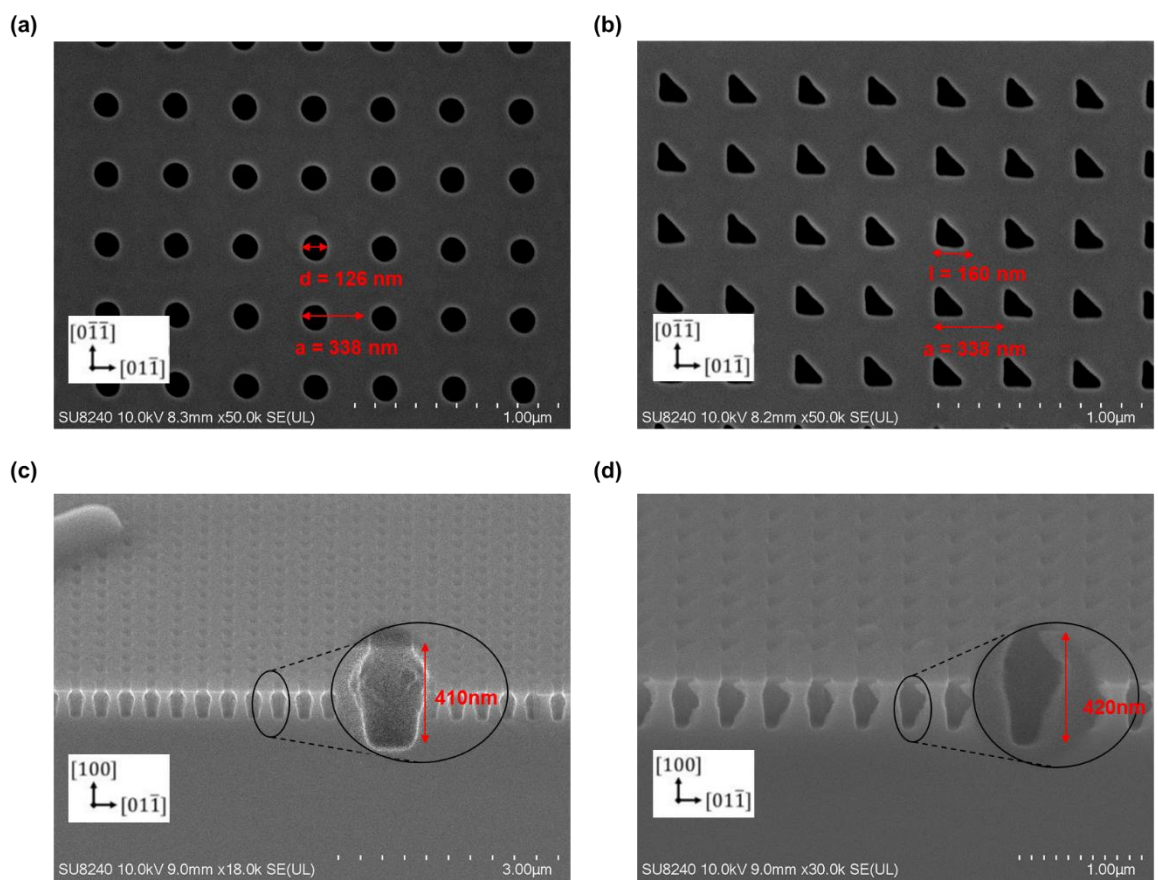 (a)
d = 126 nm
a = 338 nm
[01̅1̅]
[011̅]
SU8240 10.0kV 8.3mm x50.0k SE(UL)
1.00μm
(b)
l = 160 nm
a = 338 nm
[01̅1̅]
[011̅]
SU8240 10.0kV 8.2mm x50.0k SE(UL)
1.00μm
(c)
410nm
[100]
[011̅]
SU8240 10.0kV 9.0mm x18.0k SE(UL)
3.00μm
(d)
420nm
[100]
[011̅]
SU8240 10.0kV 9.0mm x30.0k SE(UL)
1.00μm